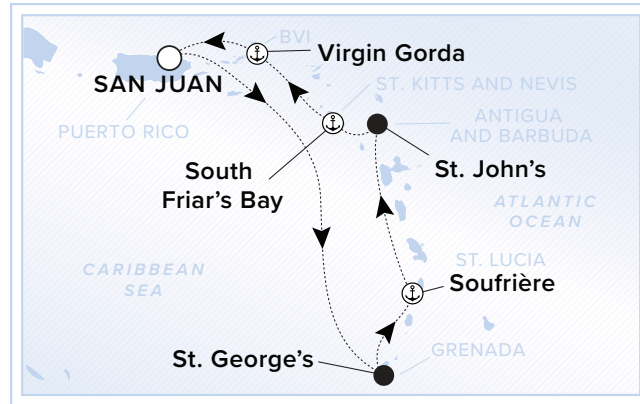 BVI
Virgin Gorda
SAN JUAN
ST. KITTS AND NEVIS
PUERTO RICO
ANTIGUA
AND BARBUDA
South
Friar's Bay
St. John's
ATLANTIC
OCEAN
CARIBBEAN
SEA
ST. LUCIA
Soufrière
St. George's
GRENADA